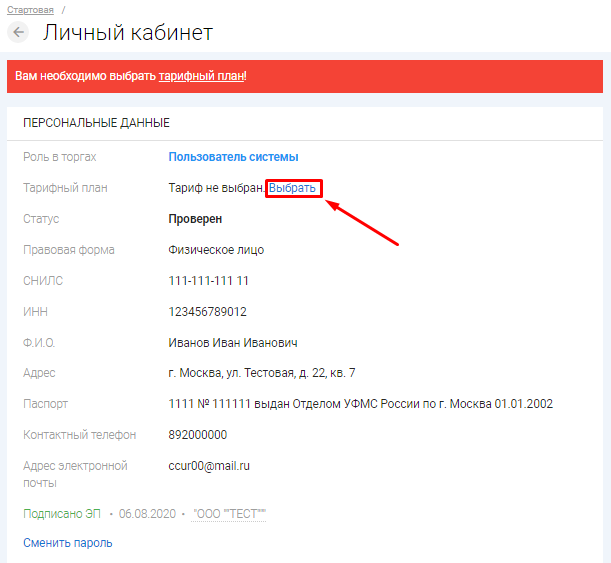 Стартовая /
Личный кабинет
Вам необходимо выбрать тарифный план!
ПЕРСОНАЛЬНЫЕ ДАННЫЕ
Роль в торгах Пользователь системы
Тарифный план Тариф не выбран. Выбрать
Статус Проверен
Правовая форма Физическое лицо
СНИЛС 111-111-111 11
ИНН 123456789012
Ф.И.О. Иванов Иван Иванович
Адрес г. Москва, ул. Тестовая, д. 22, кв. 7
Паспорт 1111 № 111111 выдан Отделом УФМС России по г. Москва 01.01.2002
Контактный телефон 892000000
Адрес электронной ccur00@mail.ru
почты
Подписано ЭП • 06.08.2020 • "ООО ""ТЕСТ"""
Сменить пароль